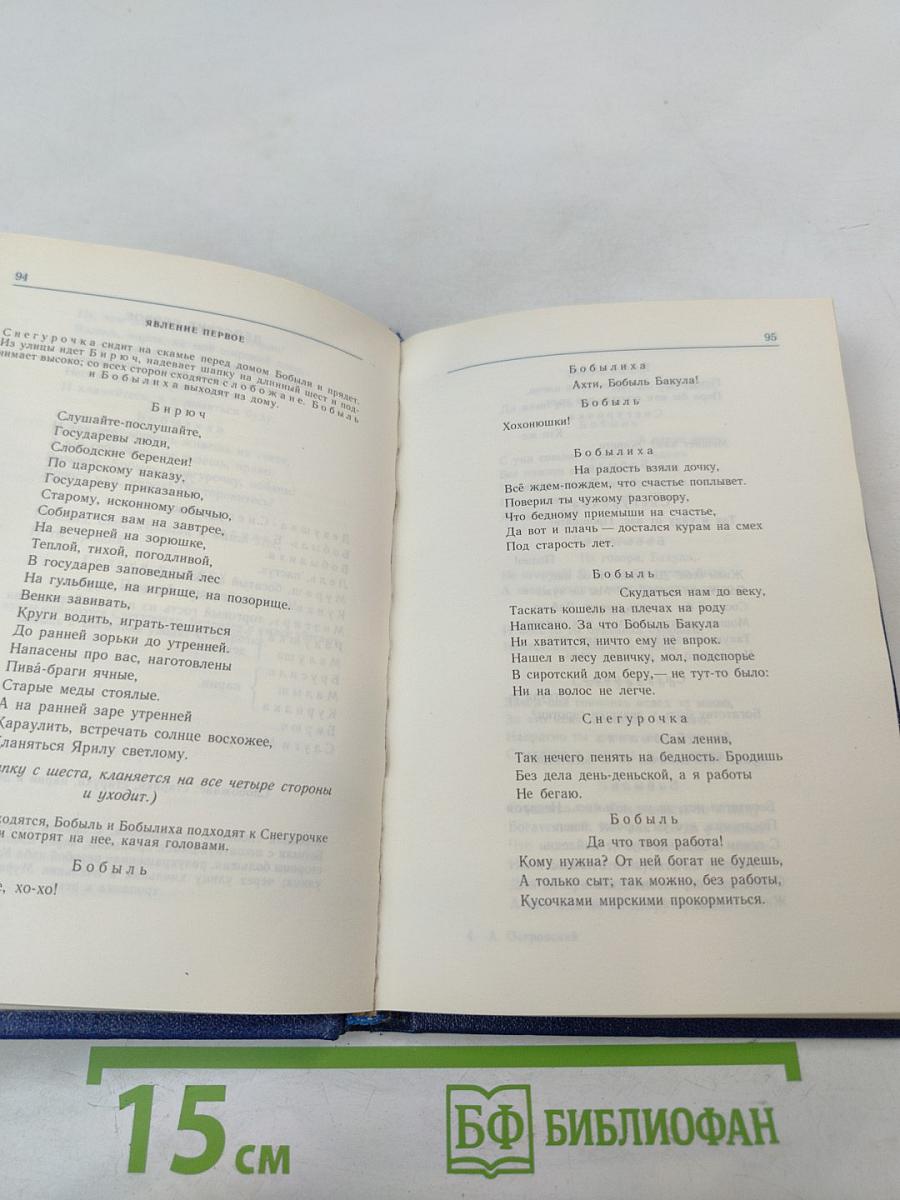 94
ЯВЛЕНИЕ ПЕРВОЕ
Снегурочка сидит на скамье перед домом Бобыля и прядет.
Из улицы идет Бирюч, надевает шапку на длинный шест и под-
нимает высоко; со всех сторон сходятся слобожане. Бобыль
и Бобылиха выходят из дому.
Бирюч
Слушайте-послушайте,
Государевы люди,
Слободские берендеи!
По царскому наказу,
Государеву приказанью,
Старому, исконному обычью,
Собиратися вам на завтрее,
На вечерней на зорюшке,
Теплой, тихой, погодливой,
В государев заповедный лес
На гульбище, на игрище, на позорище.
Венки завивать,
Круги водить, играть-тешиться
До ранней зорьки до утренней.
Напасены про вас, наготовлены
Пива́-браги ячные,
Старые меды стоялые.
А на ранней заре утренней
Караулить, встречать солнце восхожее,
Кланяться Ярилу светлому.
апку с шеста, кланяется на все четыре стороны
и уходит.)
ходятся, Бобыль и Бобылиха подходят к Снегурочке
и смотрят на нее, качая головами.
Бобыль
е, хо-хо!
95
Бобылиха
Ахти, Бобыль Бакула!
Бобыль
Хохонюшки!
Бобылиха
На радость взяли дочку,
Всё ждем-пождем, что счастье поплывет.
Поверил ты чужому разговору,
Что бедному приемыши на счастье,
Да вот и плачь — достался курам на смех
Под старость лет.
Бобыль
Скудаться нам до веку,
Таскать кошель на плечах на роду
Написано. За что Бобыль Бакула
Ни хватится, ничто ему не впрок.
Нашел в лесу девичку, мол, подспорье
В сиротский дом беру,— не тут-то было:
Ни на волос не легче.
Снегурочка
Сам ленив,
Так нечего пенять на бедность. Бродишь
Без дела день-деньской, а я работы
Не бегаю.
Бобыль
Да что твоя работа!
Кому нужна? От ней богат не будешь,
А только сыт; так можно, без работы,
Кусочками мирскими прокормиться.
4 А. Островский
15 см
БФ БИБЛИОФАН